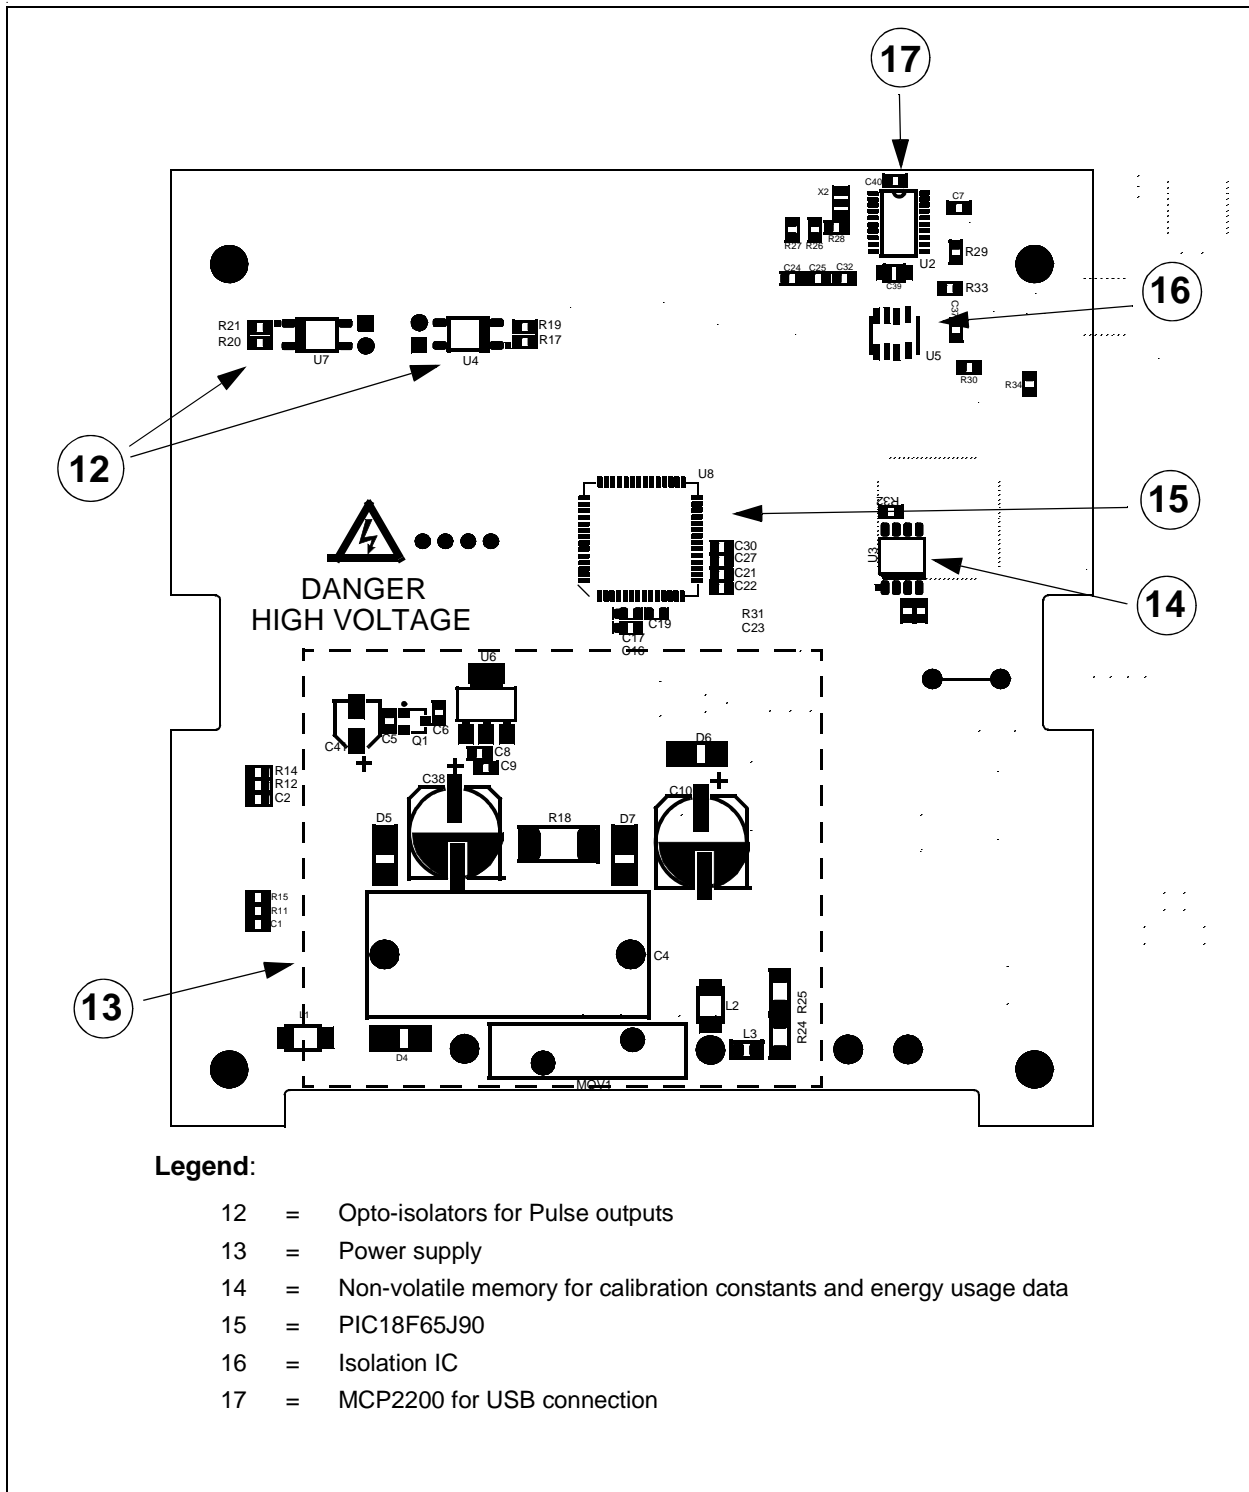 17
C40
X2
C7
R27 R26 R28
U2
R29
C24 C25 C32
C39
R33
16
R21
R20
U7
U4
R19
R17
U5
R30
R34
12
U8
15
R32
U3
C30
C27
C21
C22
14
DANGER
HIGH VOLTAGE
R31
C23
C19
C17
C16
U6
C41
C5
Q1
C6
C8
C9
D6
R14
R12
C2
C38
C10
D5
R18
D7
R15
R11
C1
C4
13
L1
D4
L2
L3
R25
R24
MOV1
Legend:
12 = Opto-isolators for Pulse outputs
13 = Power supply
14 = Non-volatile memory for calibration constants and energy usage data
15 = PIC18F65J90
16 = Isolation IC
17 = MCP2200 for USB connection